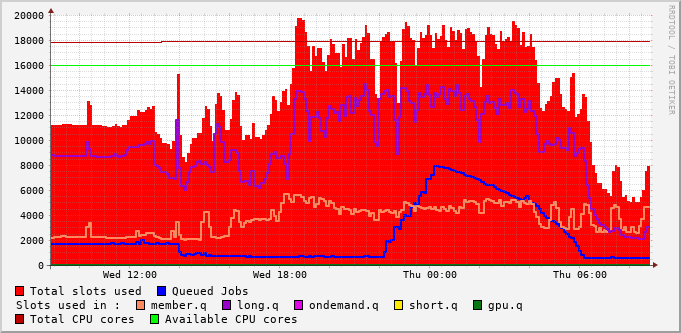 20000
18000
16000
14000
12000
10000
8000
6000
4000
2000
0
Wed 12:00 Wed 18:00 Thu 00:00 Thu 06:00
RRDTOOL / TOBI OETIKER
Total slots used Queued Jobs
Slots used in : member.q long.q ondemand.q short.q gpu.q
Total CPU cores Available CPU cores